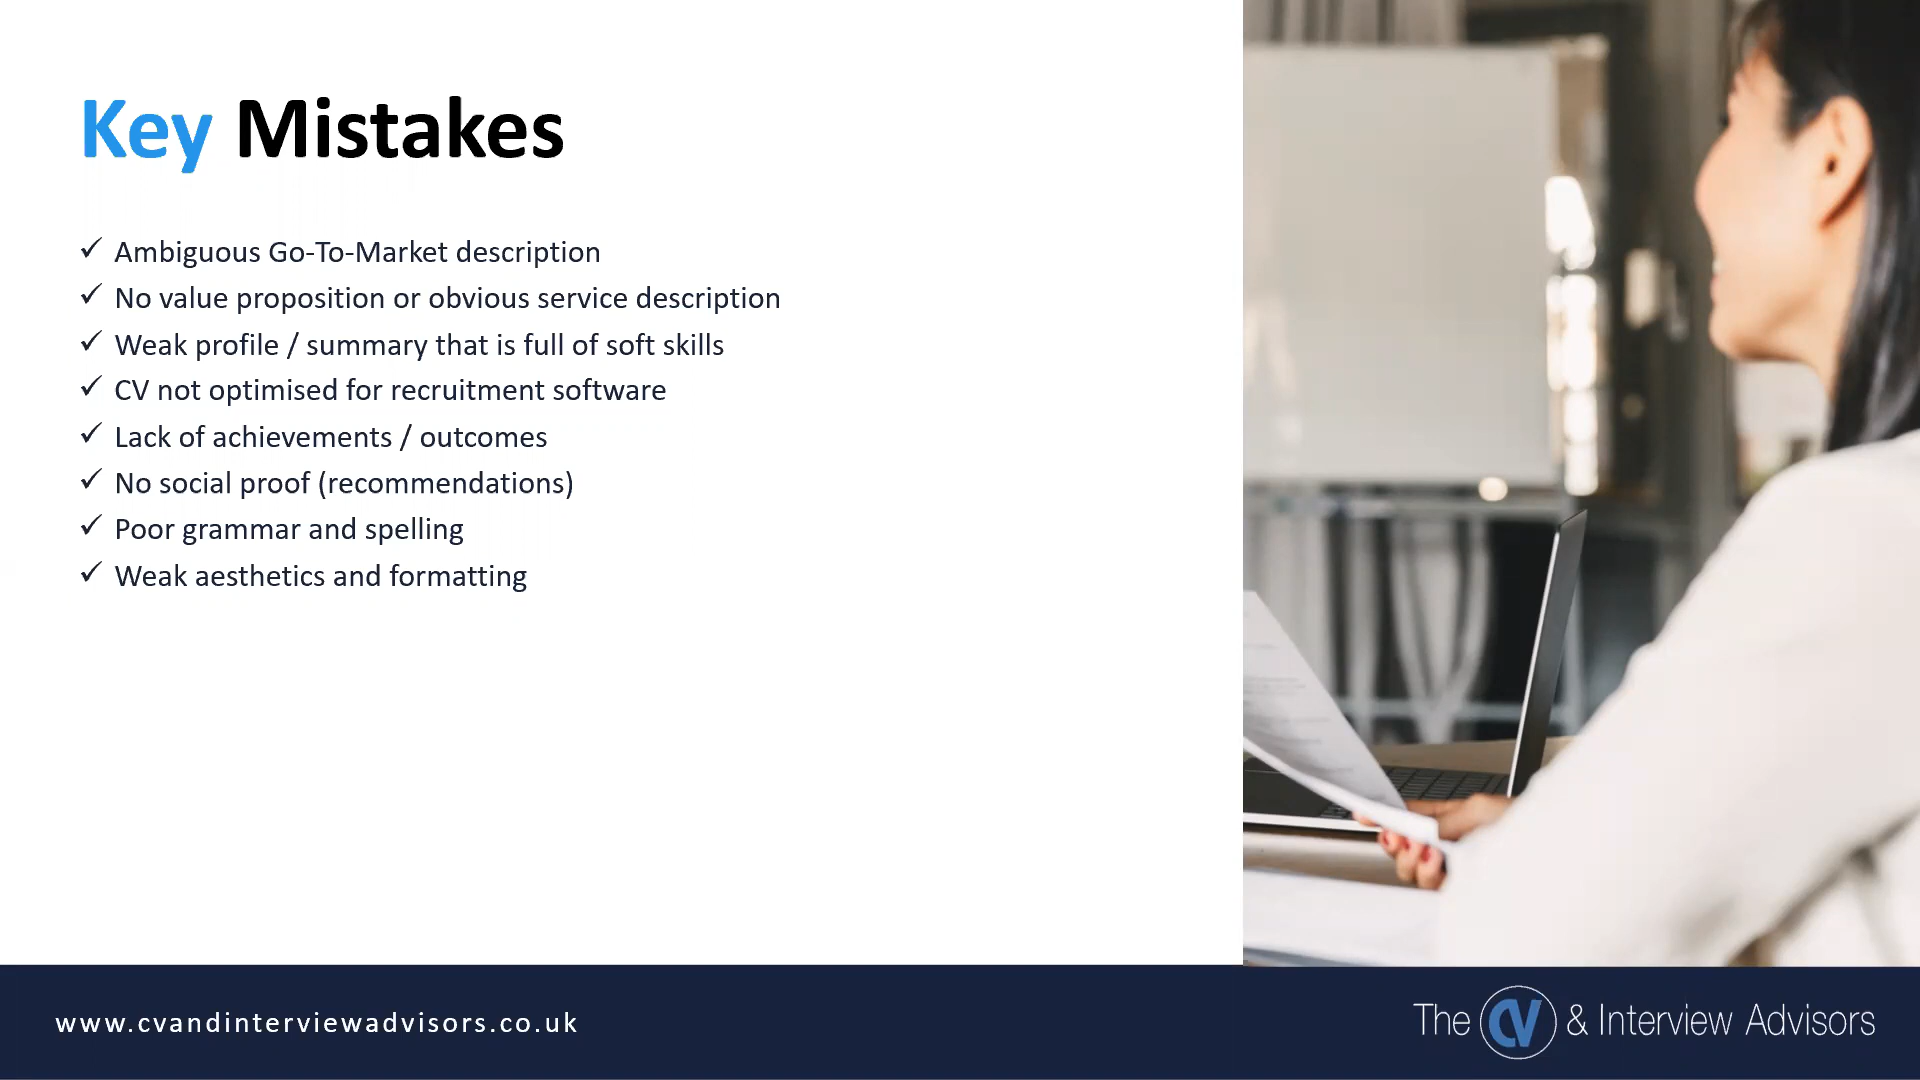 Key Mistakes
✓ Ambiguous Go-To-Market description
✓ No value proposition or obvious service description
✓ Weak profile / summary that is full of soft skills
✓ CV not optimised for recruitment software
✓ Lack of achievements / outcomes
✓ No social proof (recommendations)
✓ Poor grammar and spelling
✓ Weak aesthetics and formatting
www.cvandinterviewadvisors.co.uk
The CV & Interview Advisors